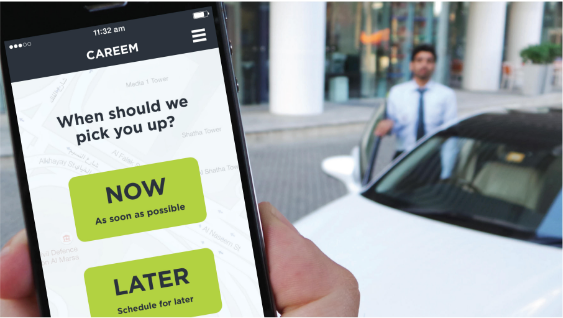 11:32 am
CAREEM
Media 1 Tower
When should we
pick you up?
Shatha Tower
NOW
As soon as possible
LATER
Schedule for later